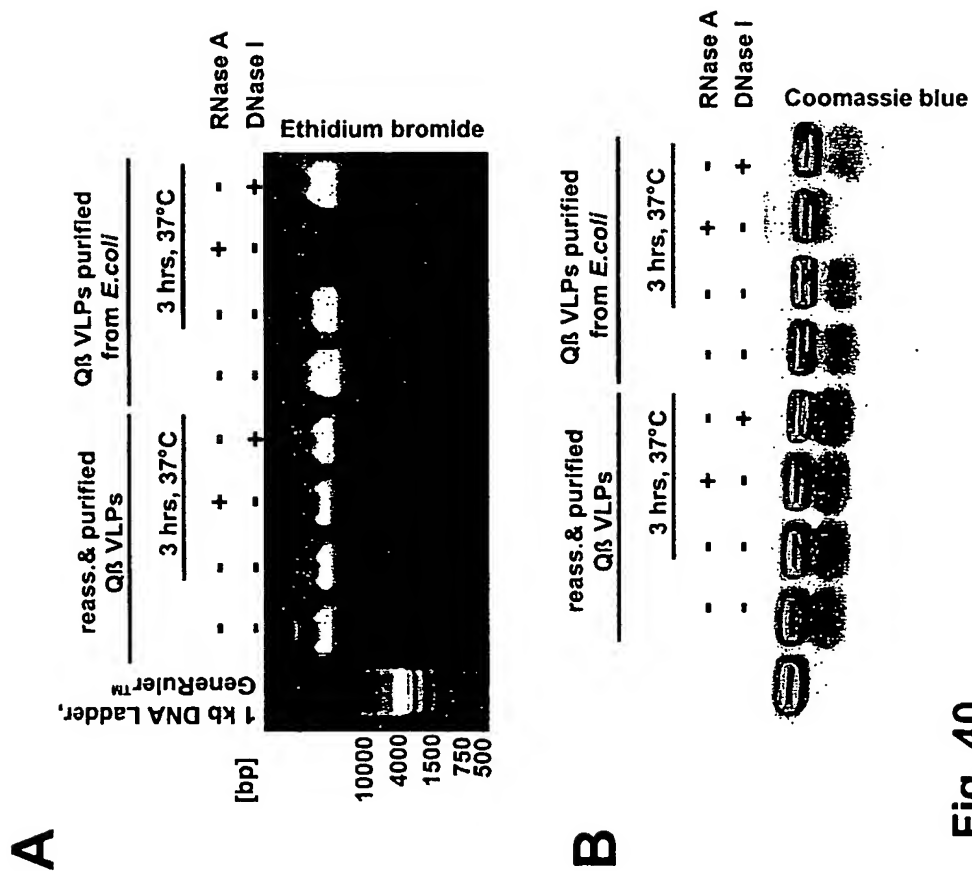 A
reass.& purified
Qß VLPs
Qß VLPs purified
from E.coli
3 hrs, 37°C
3 hrs, 37°C
- - + - - - + - RNase A
- - - + - - - + DNase I
1 kb DNA Ladder,
GeneRuler™
[bp]
10000
4000
1500
750
500
Ethidium bromide
B
reass.& purified
Qß VLPs
Qß VLPs purified
from E.coli
3 hrs, 37°C
3 hrs, 37°C
- - + - - - + - RNase A
- - - + - - - + DNase I
Coomassie blue
Fig. 40